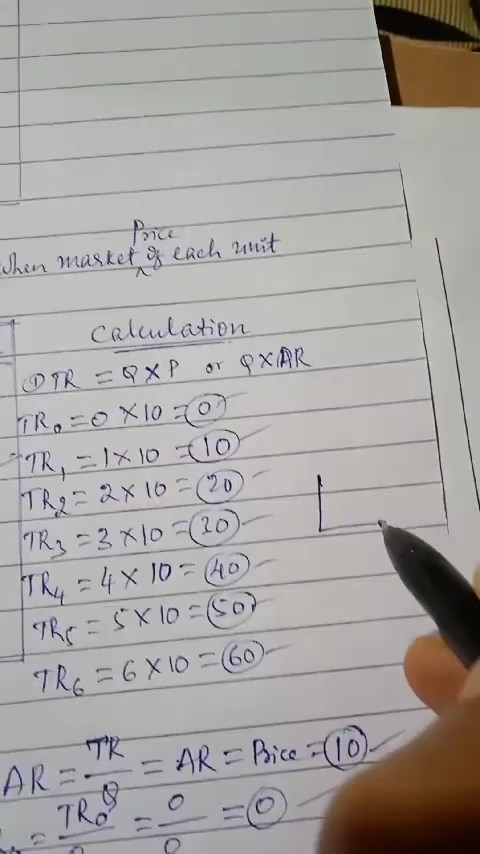 Price
When market of each unit
Calculation
① TR = Q×P or Q×AR
TR₀ = 0 ×10 = 0
TR₁ = 1×10 = 10
TR₂ = 2×10 = 20
TR₃ = 3×10 = 20
TR₄ = 4×10 = 40
TR₅ = 5×10 = 50
TR₆ = 6×10 = 60
AR = TR/Q = AR = Price = 10
= TR₀/0 = 0/0 = 0